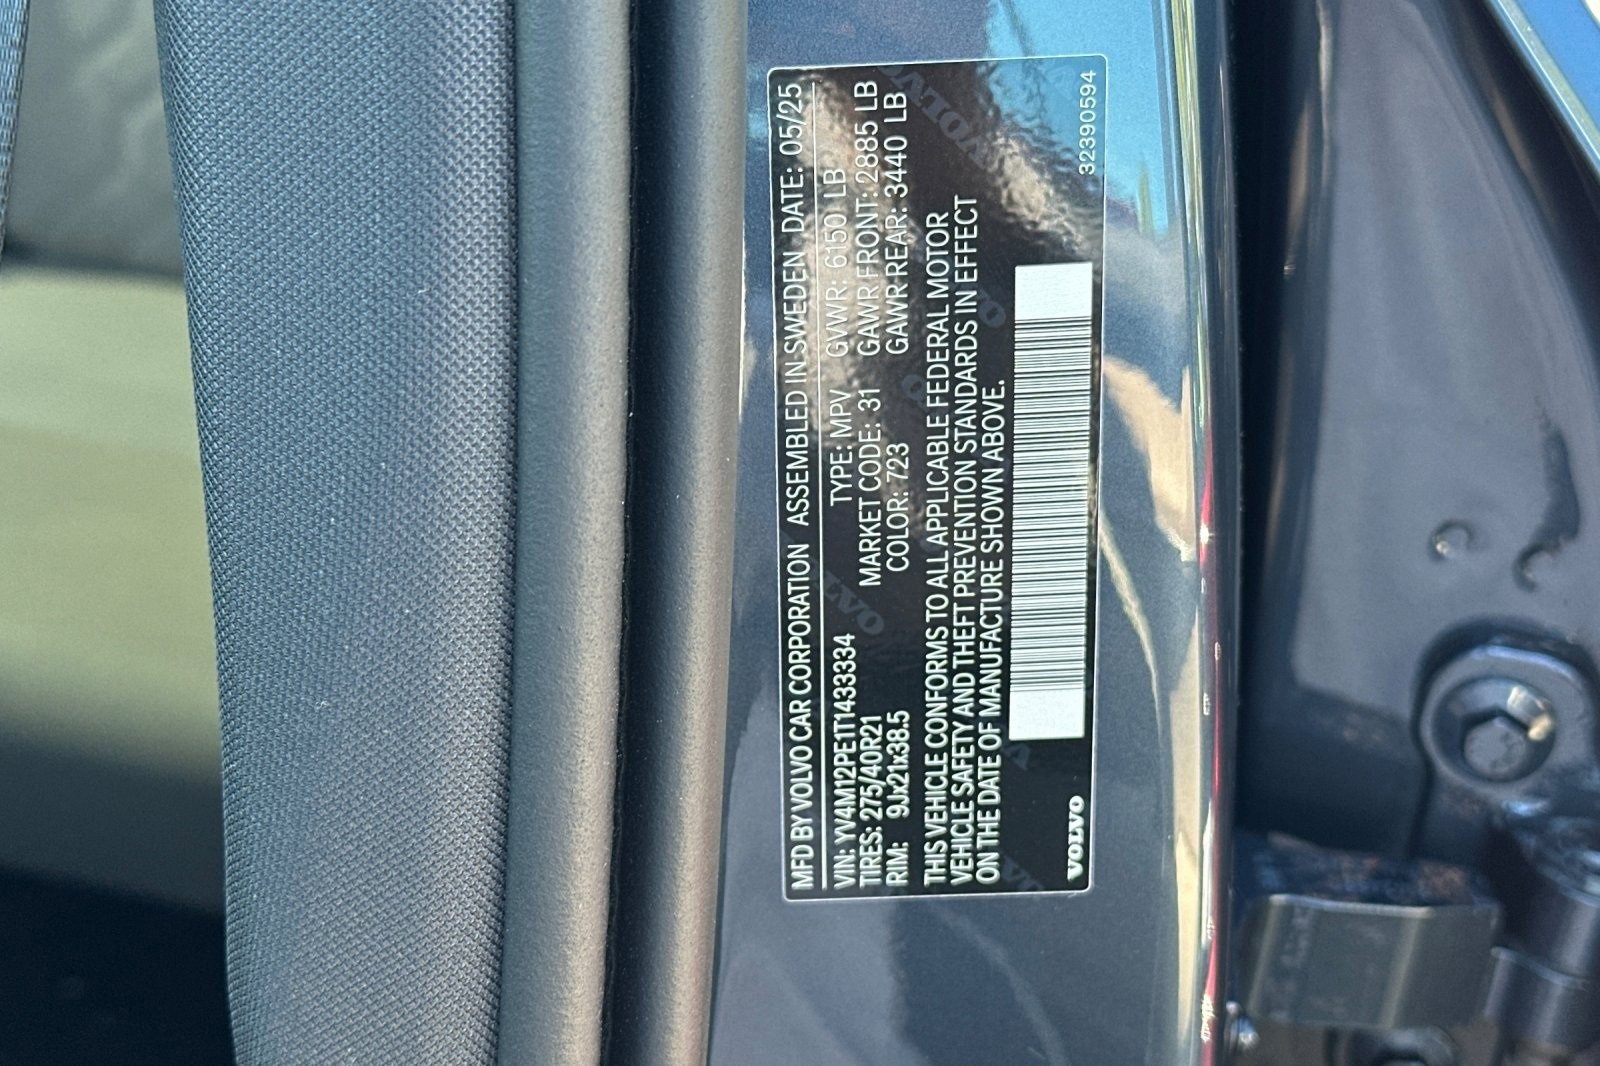 MFD BY VOLVO CAR CORPORATION ASSEMBLED IN SWEDEN DATE: 05/25
VIN: YV4M12PE1T1433334 TYPE: MPV GVWR: 6150 LB
TIRES: 275/40R21 MARKET CODE: 31 GAWR FRONT: 2885 LB
RIM: 9Jx21x38.5 COLOR: 723 GAWR REAR: 3440 LB
THIS VEHICLE CONFORMS TO ALL APPLICABLE FEDERAL MOTOR
VEHICLE SAFETY AND THEFT PREVENTION STANDARDS IN EFFECT
ON THE DATE OF MANUFACTURE SHOWN ABOVE.
VOLVO
32390594